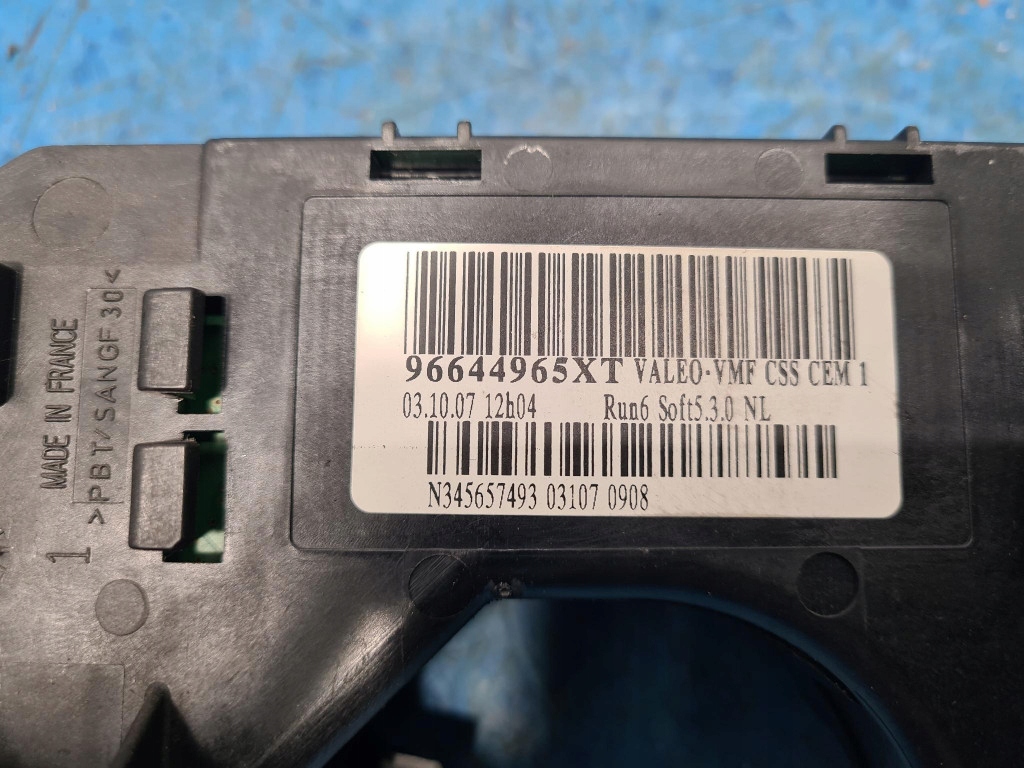 MADE IN FRANCE
>PBT/SANGF 30<
1
96644965XT VALEO-VMF CSS CEM 1
03.10.07 12h04 Run6 Soft5.3.0 NL
N345657493 03107 0908